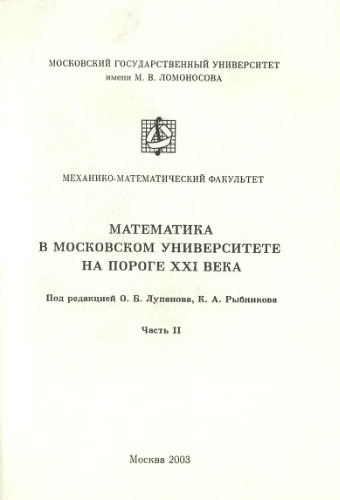 МОСКОВСКИЙ ГОСУДАРСТВЕННЫЙ УНИВЕРСИТЕТ
имени М. В. ЛОМОНОСОВА
МЕХАНИКО-МАТЕМАТИЧЕСКИЙ ФАКУЛЬТЕТ
МАТЕМАТИКА
В МОСКОВСКОМ УНИВЕРСИТЕТЕ
НА ПОРОГЕ XXI ВЕКА
Под редакцией О. Б. Лупанова, К. А. Рыбникова
Часть II
Москва 2003